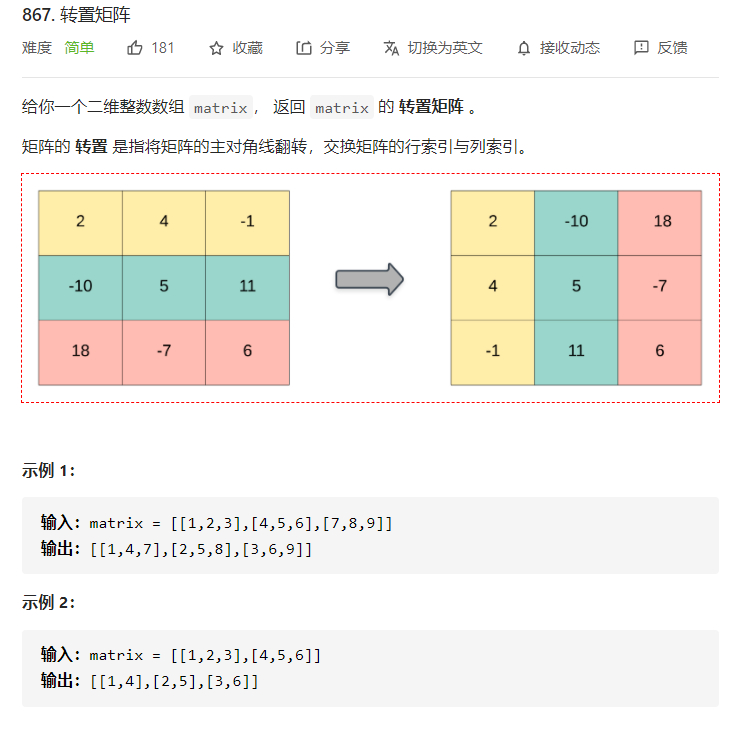 867. 转置矩阵
难度 简单 181 收藏 分享 切换为英文 接收动态 反馈
给你一个二维整数数组 matrix， 返回 matrix 的 转置矩阵 。
矩阵的 转置 是指将矩阵的主对角线翻转，交换矩阵的行索引与列索引。
2 4 -1 2 -10 18
-10 5 11 4 5 -7
18 -7 6 -1 11 6
示例 1：
输入：matrix = [[1,2,3],[4,5,6],[7,8,9]]
输出：[[1,4,7],[2,5,8],[3,6,9]]
示例 2：
输入：matrix = [[1,2,3],[4,5,6]]
输出：[[1,4],[2,5],[3,6]]